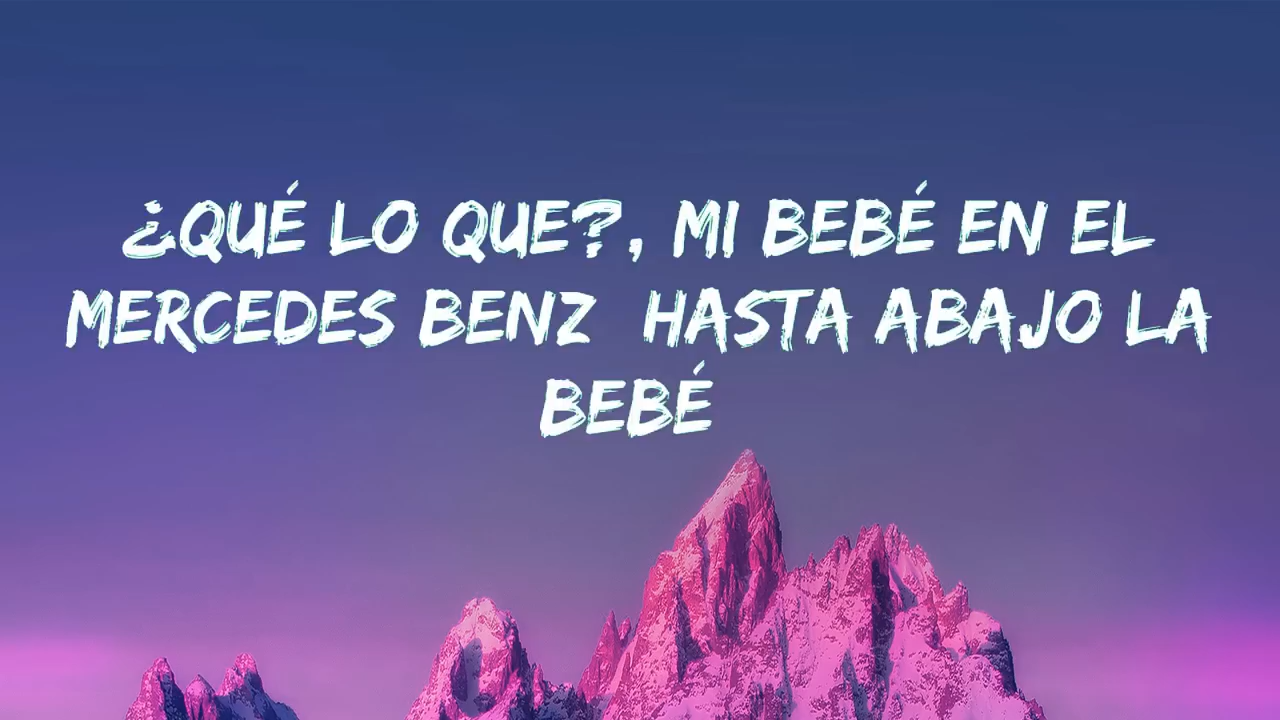 ¿QUÉ LO QUE?, MI BEBÉ EN EL
MERCEDES BENZ  HASTA ABAJO LA
BEBÉ